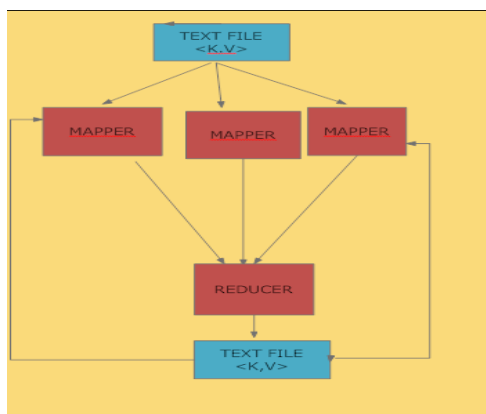 TEXT FILE
<K,V>
MAPPER
MAPPER
MAPPER
REDUCER
TEXT FILE
<K,V>